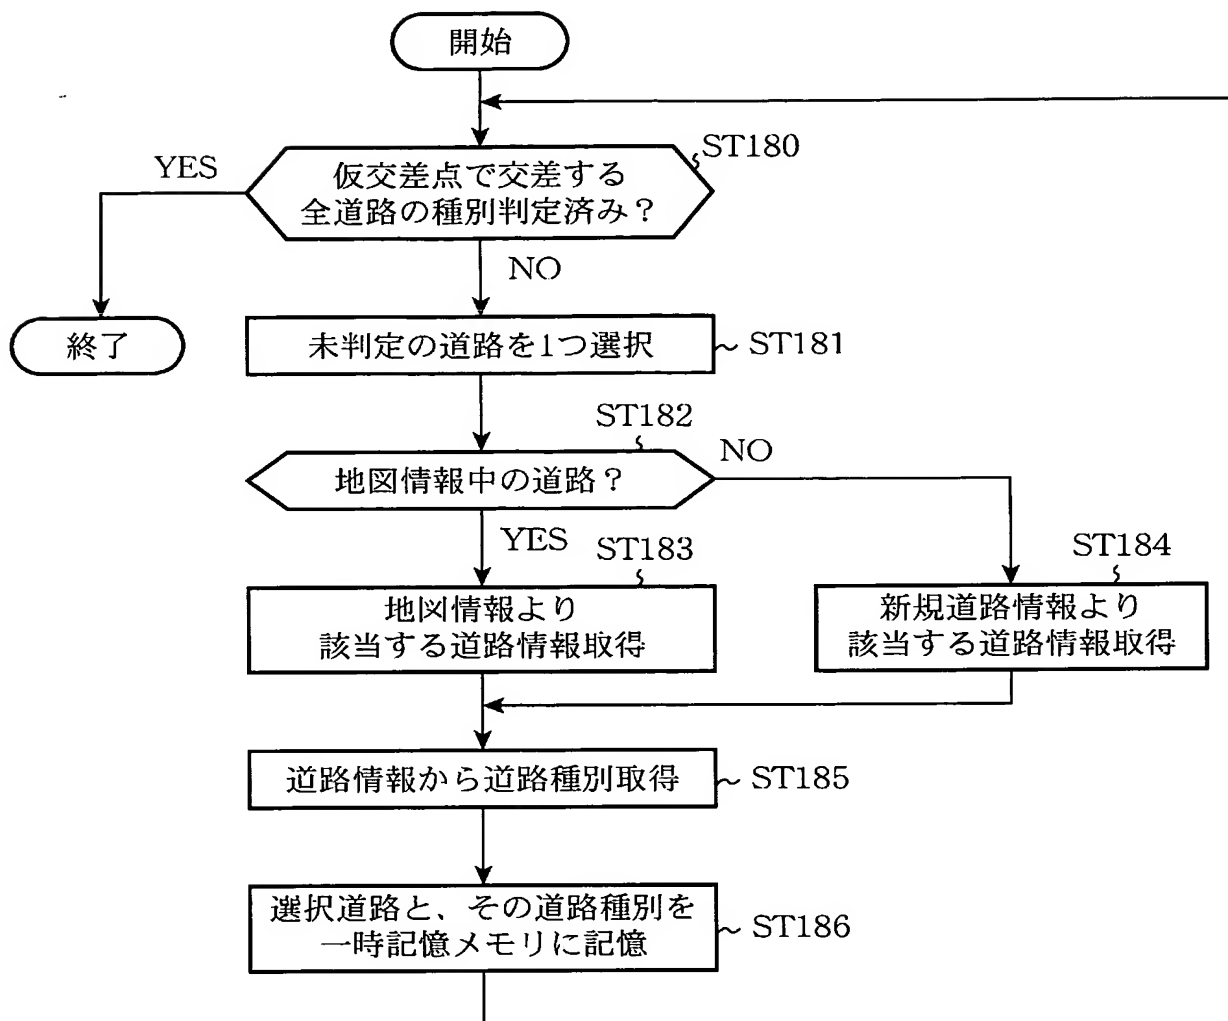 開始
ST180
YES
仮交差点で交差する
全道路の種別判定済み？
NO
終了
未判定の道路を1つ選択
ST181
ST182
地図情報中の道路？
NO
YES
ST183
ST184
地図情報より
該当する道路情報取得
新規道路情報より
該当する道路情報取得
道路情報から道路種別取得
ST185
選択道路と、その道路種別を
一時記憶メモリに記憶
ST186